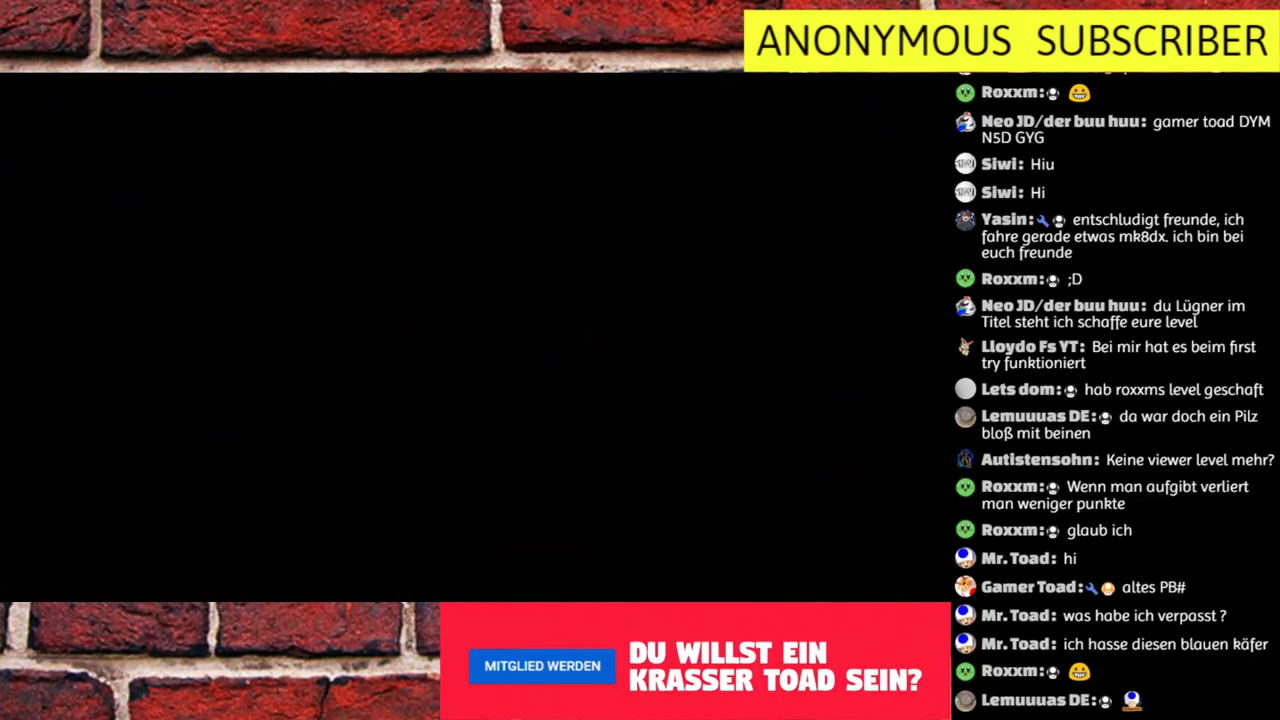 ANONYMOUS SUBSCRIBER
Roxxm:
Neo JD/der buu huu: gamer toad DYM
N5D GYG
Siwi: Hiu
Siwi: Hi
Yasin: entschludigt freunde, ich
fahre gerade etwas mk8dx. ich bin bei
euch freunde
Roxxm: ;D
Neo JD/der buu huu: du Lügner im
Titel steht ich schaffe eure level
Lloydo Fs YT: Bei mir hat es beim first
try funktioniert
Lets dom: hab roxxms level geschaft
Lemuuuas DE: da war doch ein Pilz
bloß mit beinen
Autistensohn: Keine viewer level mehr?
Roxxm: Wenn man aufgibt verliert
man weniger punkte
Roxxm: glaub ich
Mr. Toad: hi
Gamer Toad: altes PB#
Mr. Toad: was habe ich verpasst ?
Mr. Toad: ich hasse diesen blauen käfer
Roxxm:
Lemuuuas DE:
MITGLIED WERDEN
DU WILLST EIN
KRASSER TOAD SEIN?